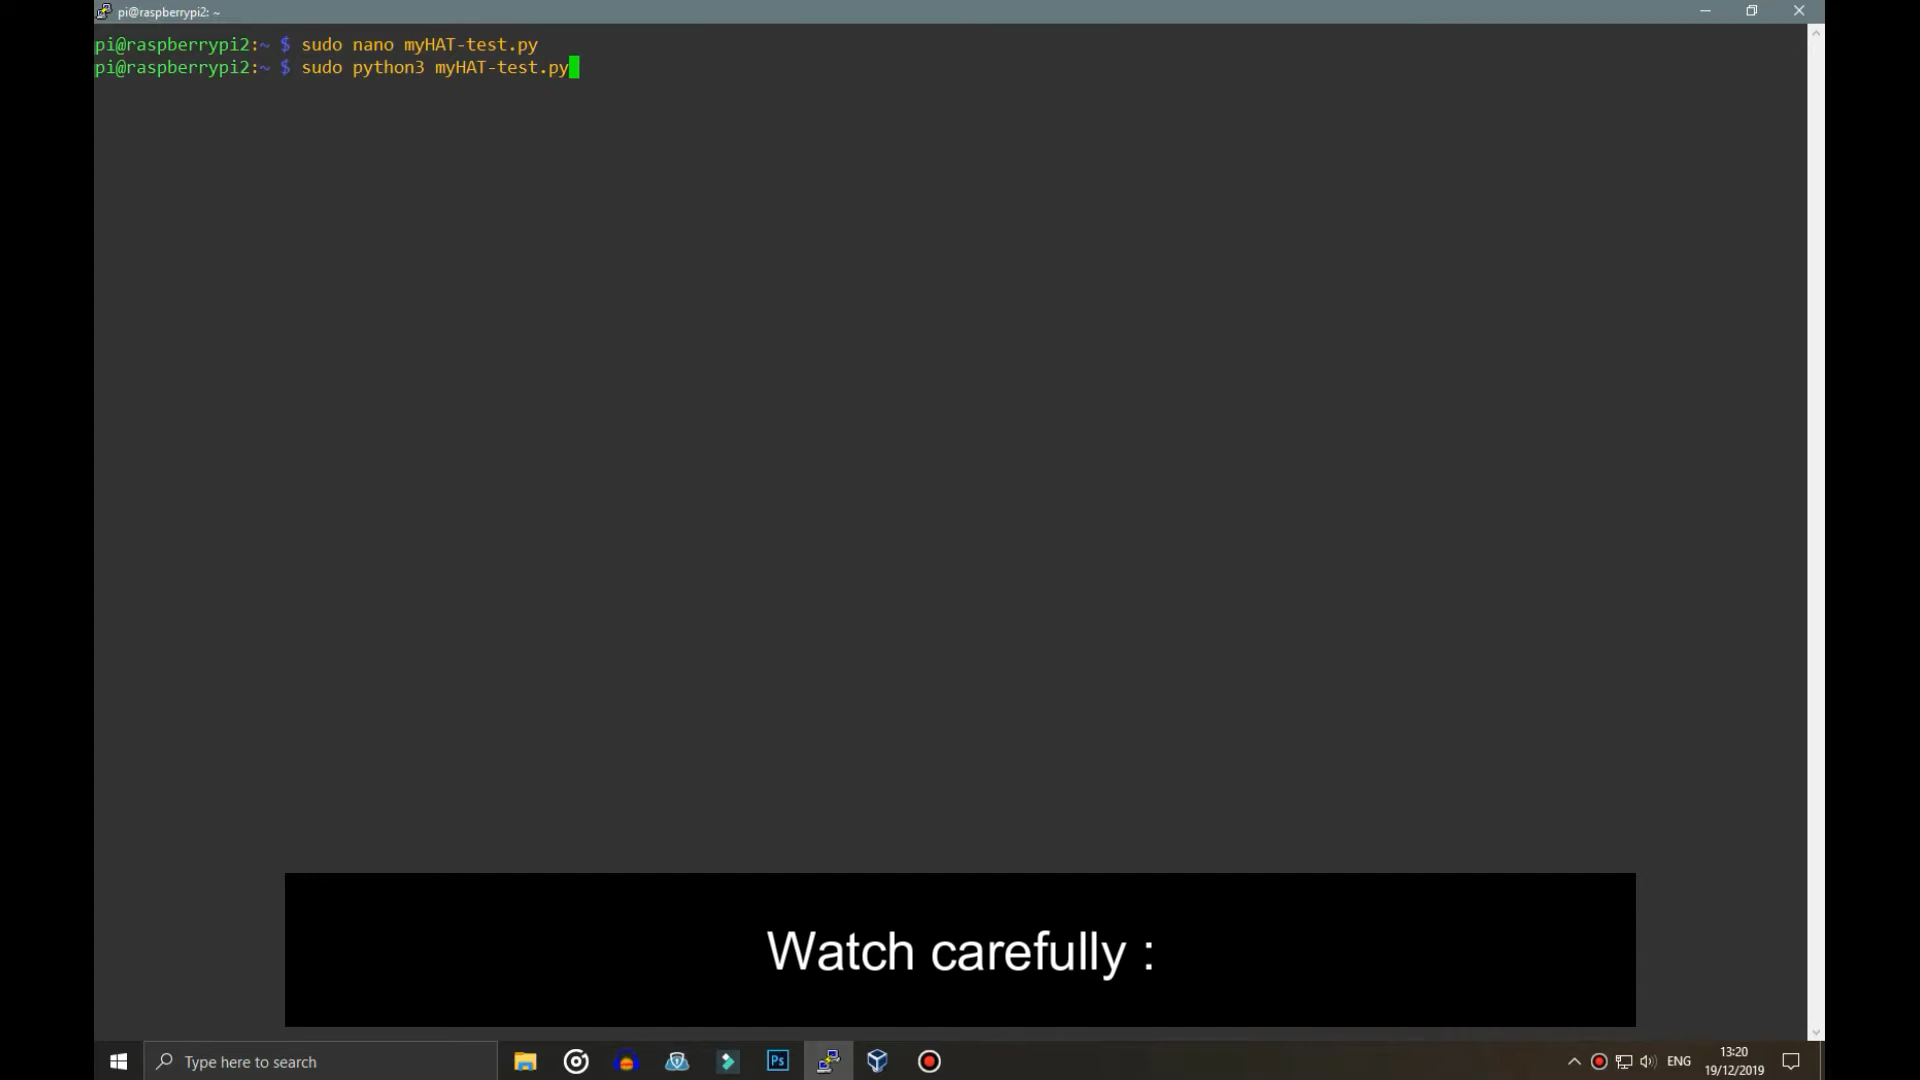 pi@raspberrypi2: ~
pi@raspberrypi2:~ $ sudo nano myHAT-test.py
pi@raspberrypi2:~ $ sudo python3 myHAT-test.py
Watch carefully :
Type here to search
Ps
ENG
13:20
19/12/2019